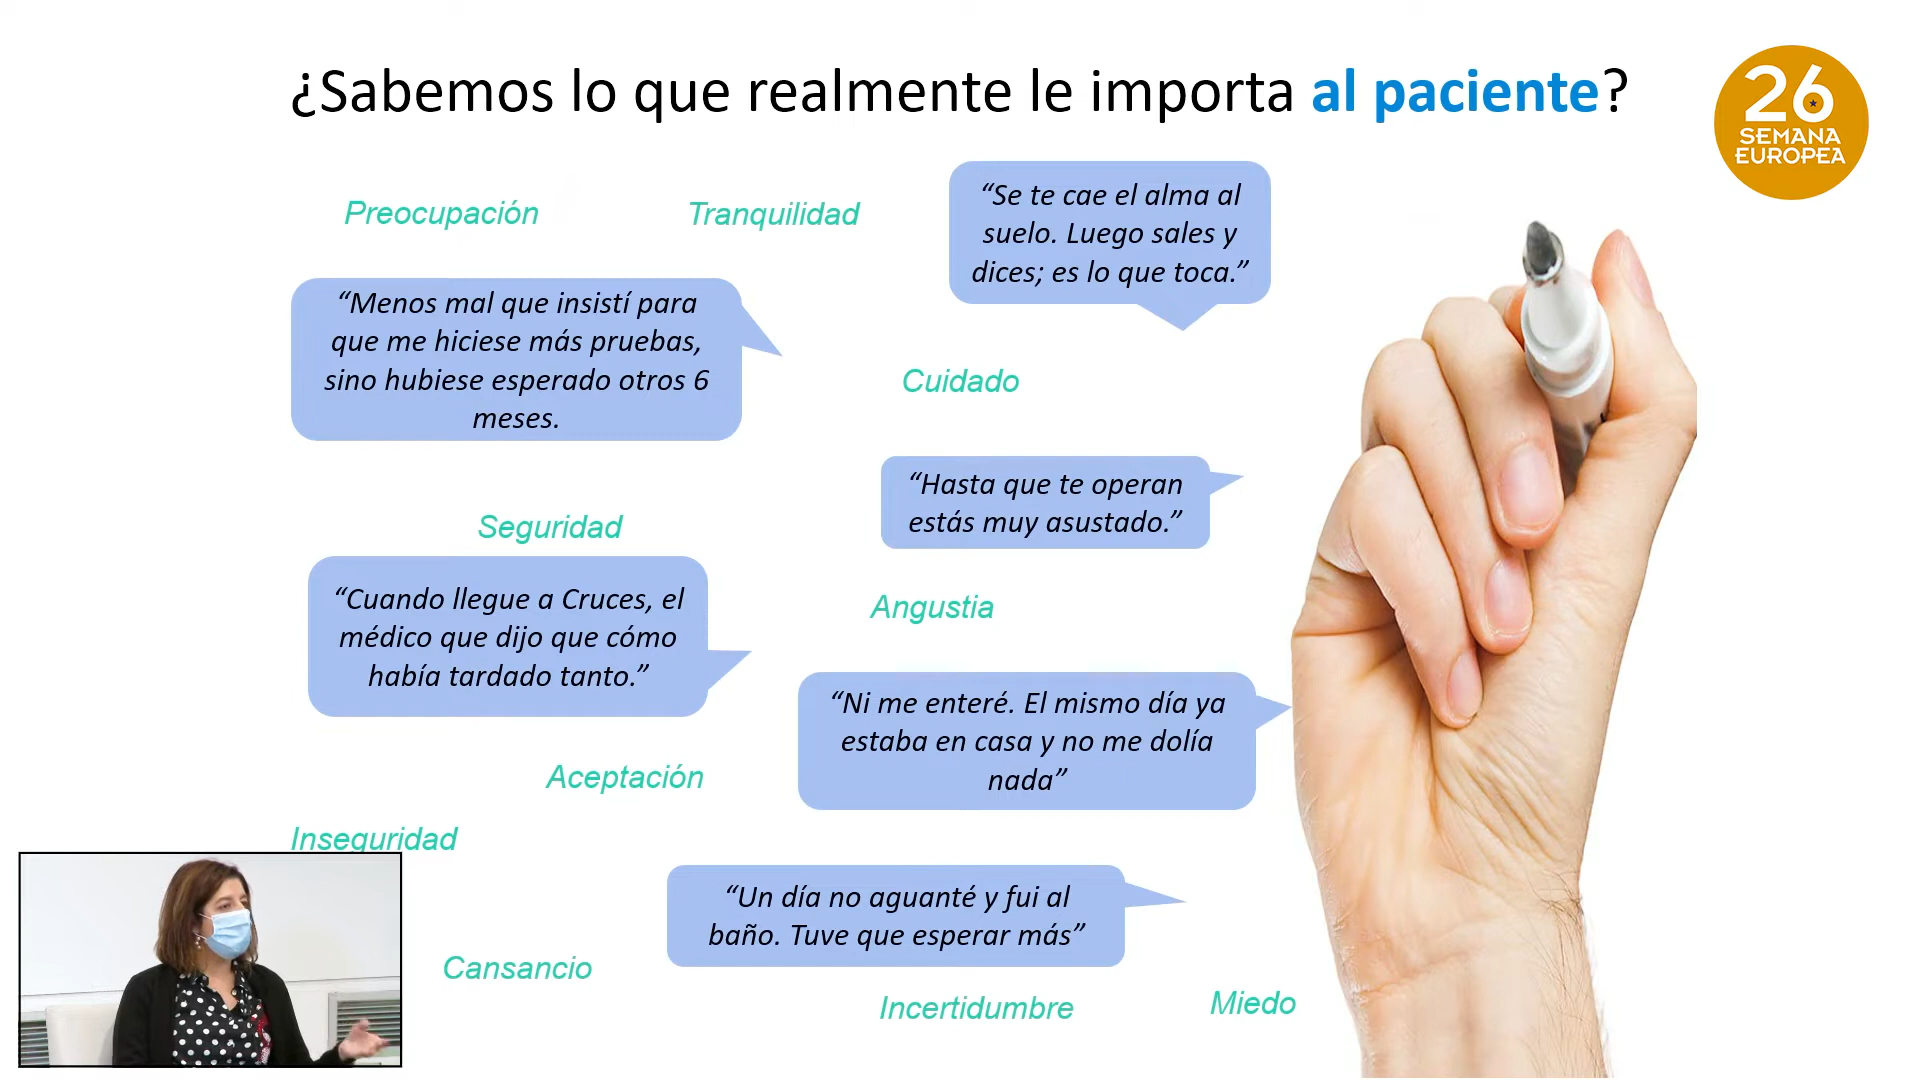 ¿Sabemos lo que realmente le importa al paciente?
26
SEMANA
EUROPEA
Preocupación
Tranquilidad
“Se te cae el alma al
suelo. Luego sales y
dices; es lo que toca.”
“Menos mal que insistí para
que me hiciese más pruebas,
sino hubiese esperado otros 6
meses.
Cuidado
“Hasta que te operan
estás muy asustado.”
Seguridad
“Cuando llegue a Cruces, el
médico que dijo que cómo
había tardado tanto.”
Angustia
“Ni me enteré. El mismo día ya
estaba en casa y no me dolía
nada”
Aceptación
Inseguridad
“Un día no aguanté y fui al
baño. Tuve que esperar más”
Cansancio
Incertidumbre
Miedo